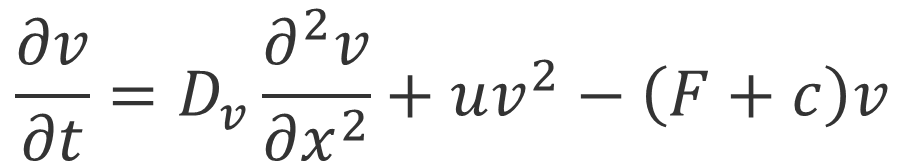 ∂v/∂t = D_v ∂²v/∂x² + uv² − (F + c)v